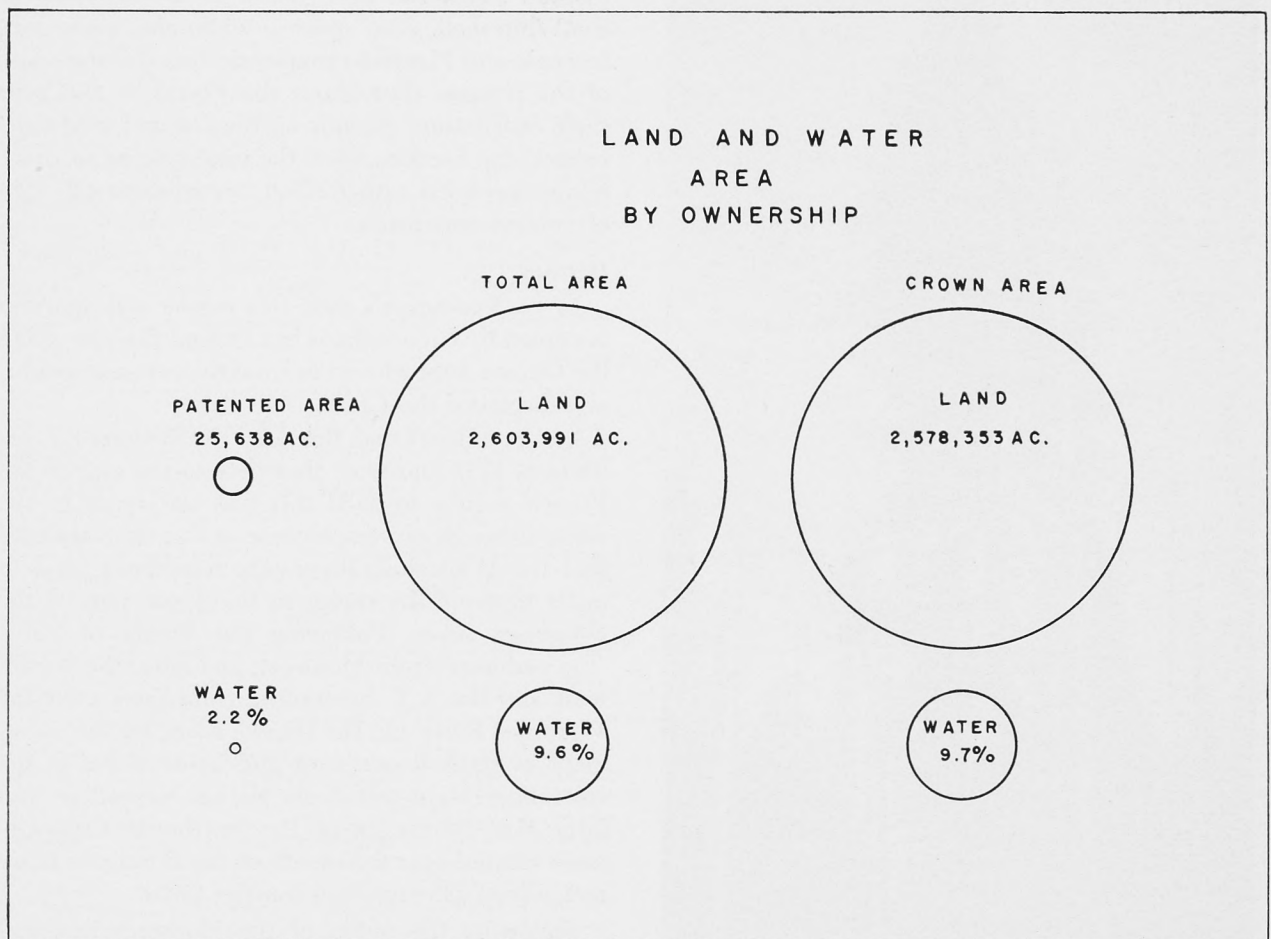 LAND AND WATER
AREA
BY OWNERSHIP
PATENTED AREA
25,638 AC.
WATER
2.2%
TOTAL AREA
LAND
2,603,991 AC.
WATER
9.6%
CROWN AREA
LAND
2,578,353 AC.
WATER
9.7%